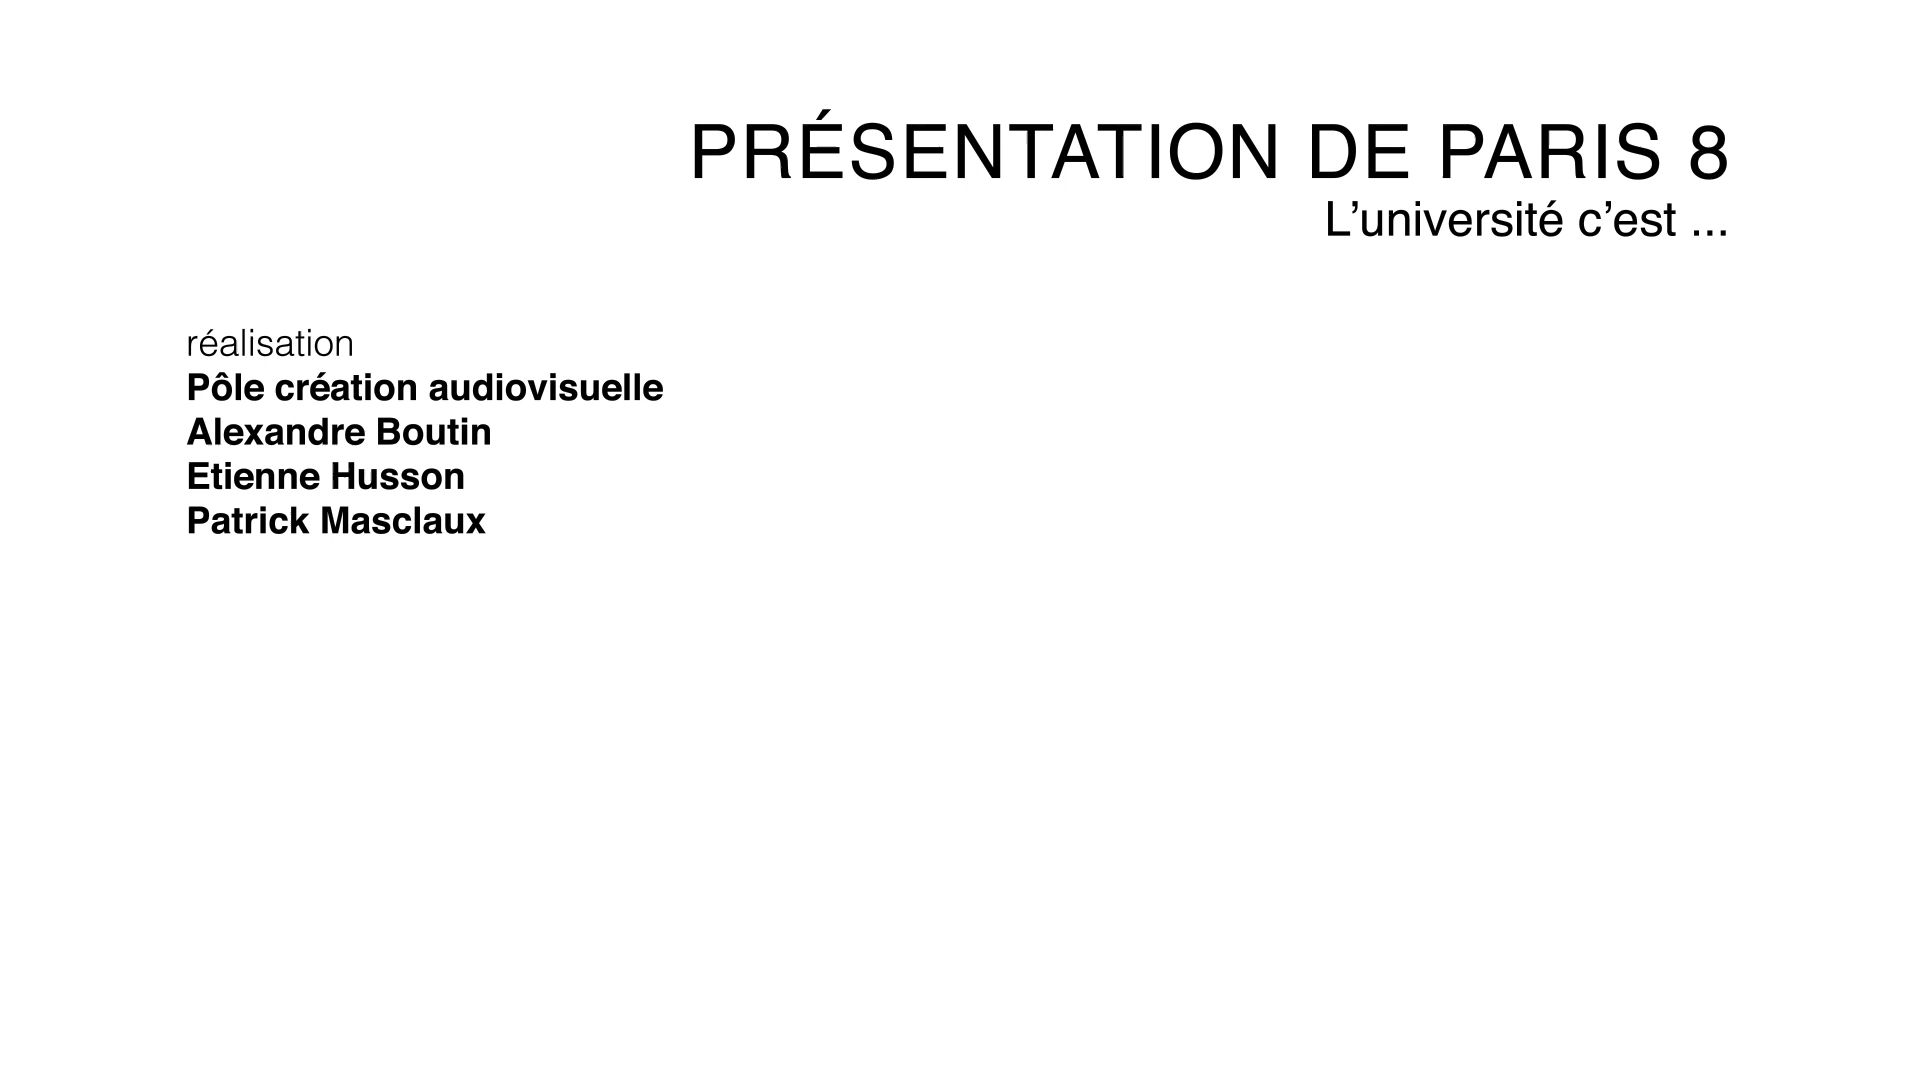 PRÉSENTATION DE PARIS 8
L’université c’est ...
réalisation
Pôle création audiovisuelle
Alexandre Boutin
Etienne Husson
Patrick Masclaux